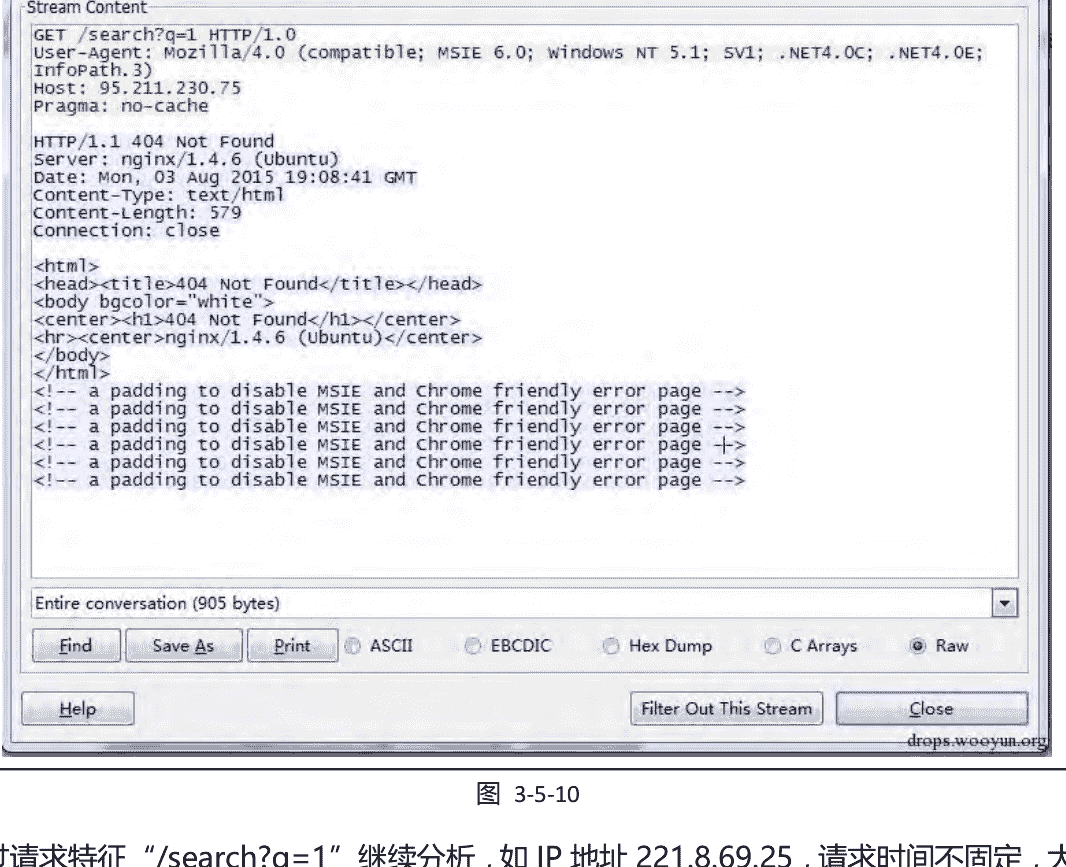 Stream Content
GET /search?q=1 HTTP/1.0
User-Agent: Mozilla/4.0 (compatible; MSIE 6.0; Windows NT 5.1; SV1; .NET4.0C; .NET4.0E;
InfoPath.3)
Host: 95.211.230.75
Pragma: no-cache
HTTP/1.1 404 Not Found
Server: nginx/1.4.6 (Ubuntu)
Date: Mon, 03 Aug 2015 19:08:41 GMT
Content-Type: text/html
Content-Length: 579
Connection: close
<html>
<head><title>404 Not Found</title></head>
<body bgcolor="white">
<center><h1>404 Not Found</h1></center>
<hr><center>nginx/1.4.6 (Ubuntu)</center>
</body>
</html>
<!-- a padding to disable MSIE and Chrome friendly error page -->
<!-- a padding to disable MSIE and Chrome friendly error page -->
<!-- a padding to disable MSIE and Chrome friendly error page -->
<!-- a padding to disable MSIE and Chrome friendly error page -->
<!-- a padding to disable MSIE and Chrome friendly error page -->
<!-- a padding to disable MSIE and Chrome friendly error page -->
Entire conversation (905 bytes)
Find Save As Print ASCII EBCDIC Hex Dump C Arrays Raw
Help Filter Out This Stream Close
drops.wooyun.org
图 3-5-10
请求特征“/search?q=1”继续分析，如 IP 地址 221.8.69.25，请求时间不固定，大